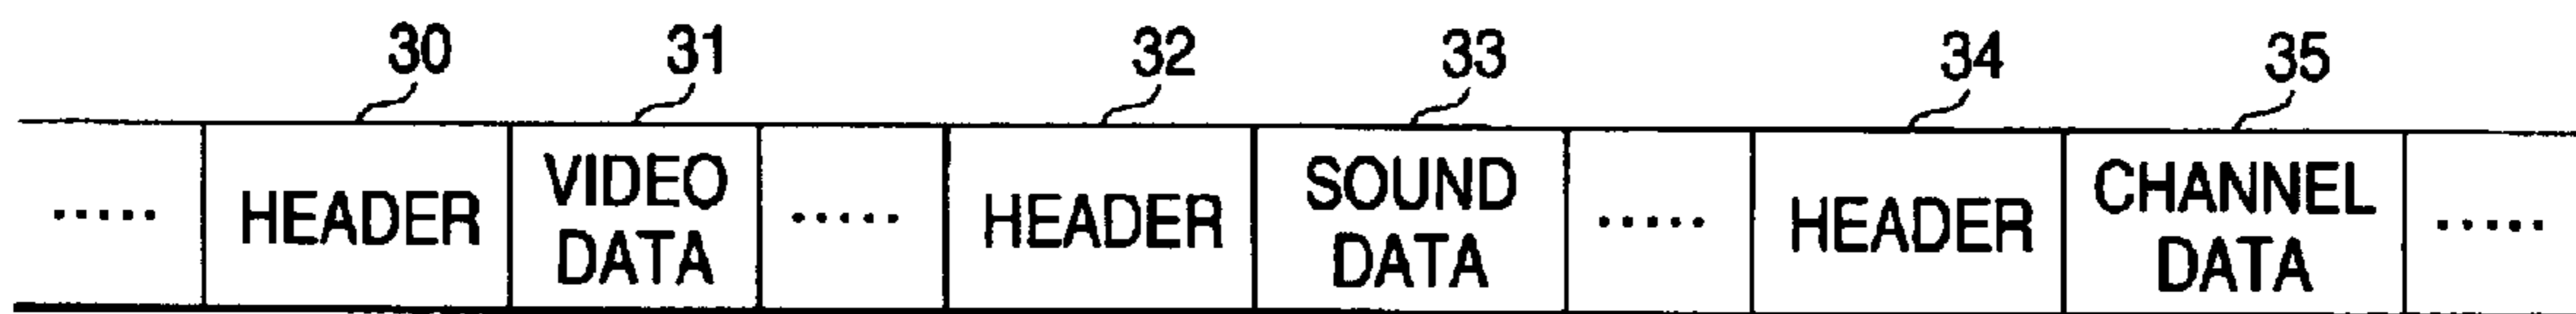 30 31 32 33 34 35
..... HEADER VIDEO DATA ..... HEADER SOUND DATA ..... HEADER CHANNEL DATA .....